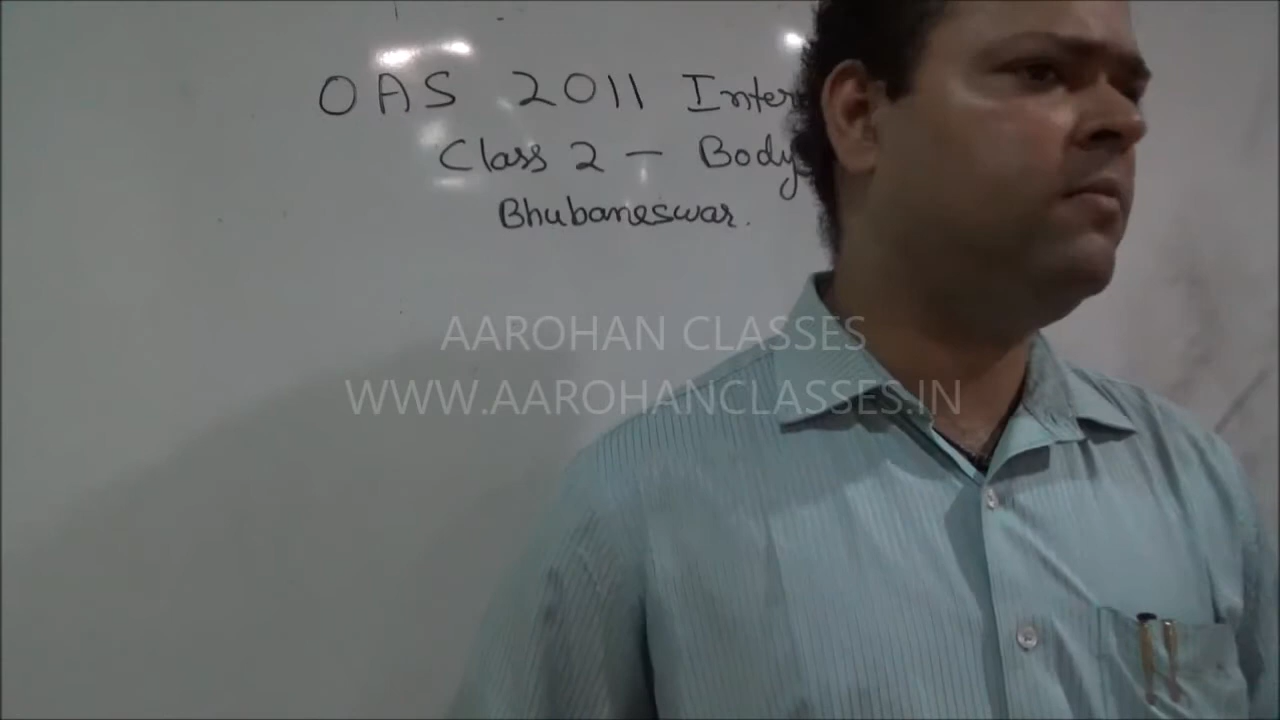 OAS 2011 Inter
Class 2 - Body
Bhubaneswar.
AAROHAN CLASSES
WWW.AAROHANCLASSES.IN